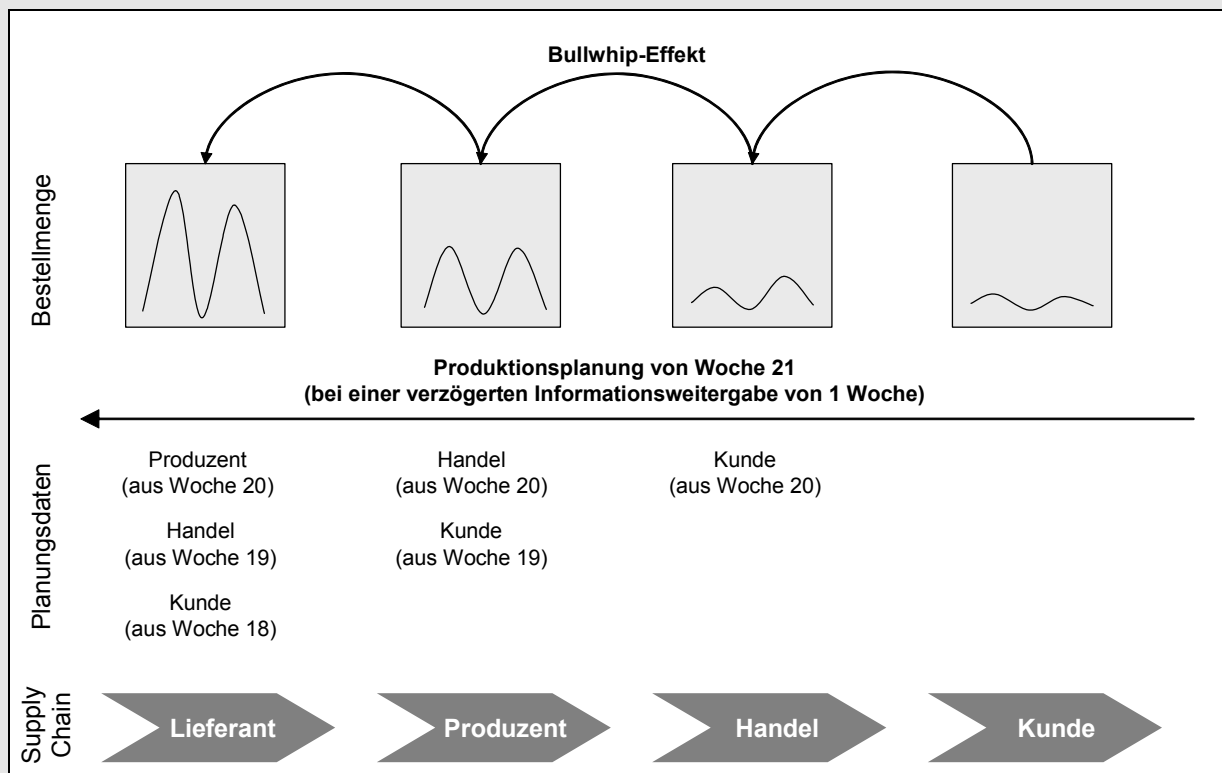 Bullwhip-Effekt
Bestellmenge
Produktionsplanung von Woche 21
(bei einer verzögerten Informationsweitergabe von 1 Woche)
Planungsdaten
Produzent
(aus Woche 20)
Handel
(aus Woche 19)
Kunde
(aus Woche 18)
Handel
(aus Woche 20)
Kunde
(aus Woche 19)
Kunde
(aus Woche 20)
Supply
Chain
Lieferant
Produzent
Handel
Kunde